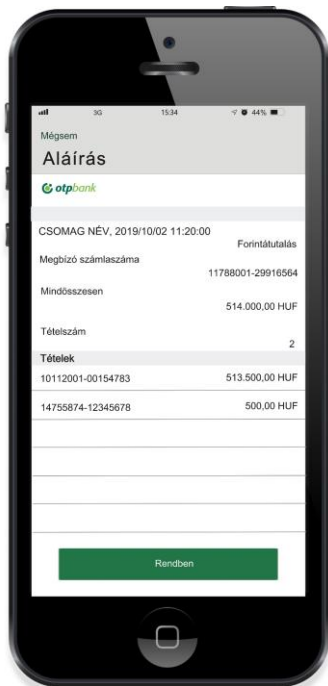 3G 15:34 44%
Mégsem
Aláírás
otpbank
CSOMAG NÉV, 2019/10/02 11:20:00
Forintátutalás
Megbízó számlaszáma
11788001-29916564
Mindösszesen
514.000,00 HUF
Tételszám
2
Tételek
10112001-00154783 513.500,00 HUF
14755874-12345678 500,00 HUF
Rendben